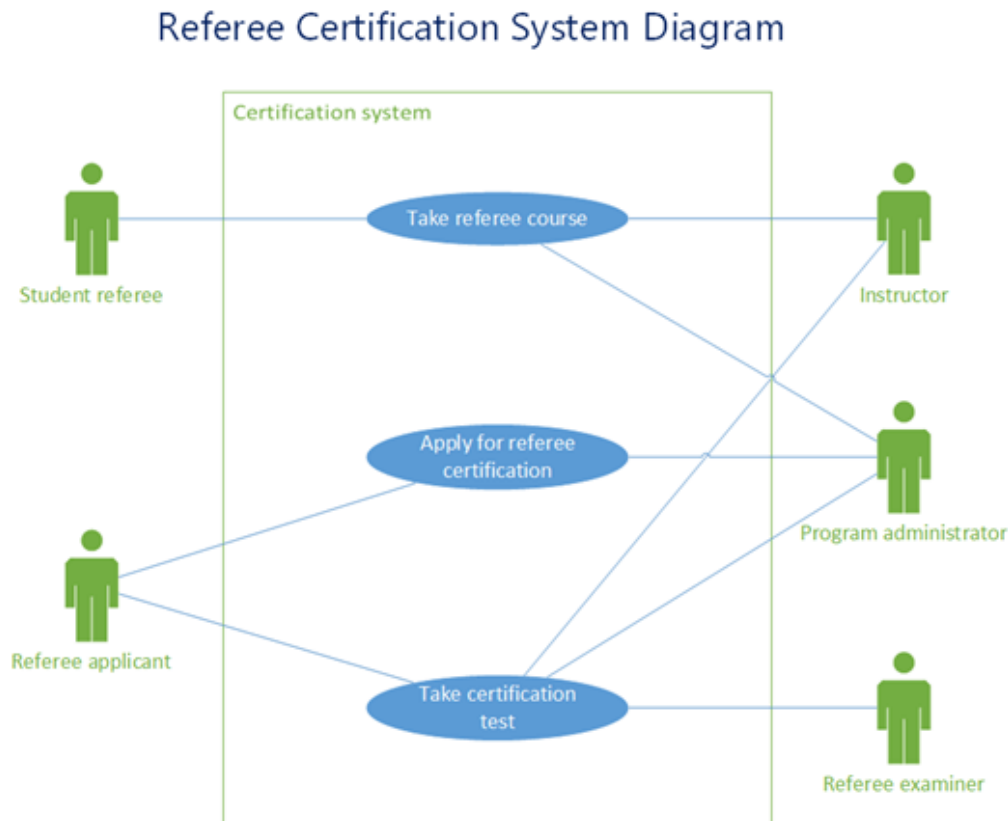 Referee Certification System Diagram
Certification system
Take referee course
Student referee
Instructor
Apply for referee
certification
Program administrator
Referee applicant
Take certification
test
Referee examiner